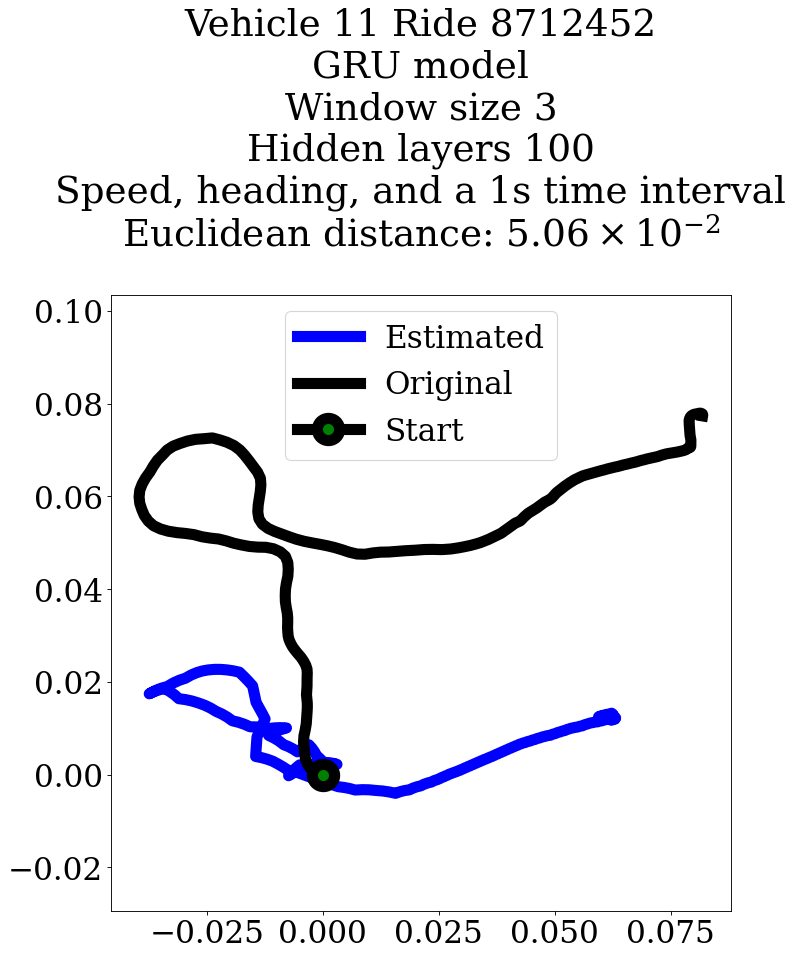 Vehicle 11 Ride 8712452
GRU model
Window size 3
Hidden layers 100
Speed, heading, and a 1s time interval
Euclidean distance: 5.06 × 10⁻²
Estimated
Original
Start
0.10
0.08
0.06
0.04
0.02
0.00
−0.02
−0.025 0.000 0.025 0.050 0.075